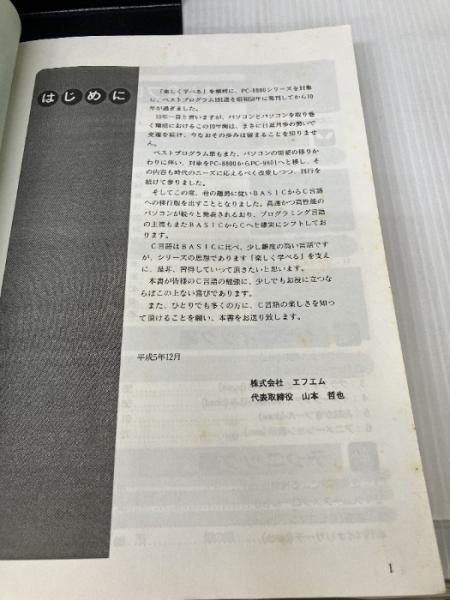 はじめに
「楽しく学べる」を標語に、PC-8800シリーズを対象
に、ベストプログラム 選を昭和58年に発刊してから10
年が過ぎました。
10年一昔と言いますが、パソコンとパソコンを取り巻
く環境におけるこの10年間は、まさに日進月歩の勢いで
変遷を続け、今なおその歩みは留まることを知りませ
ん。
ベストプログラム集もまた、パソコンの需要の移りか
わりに伴い、対象をPC-8800からPC-9801へと移し、そ
の内容も時代のニーズに応えるべく改訂しつつ、刊行を
続けて参りました。
そしてこの度、時の趨勢に従いBASICからC言語
への移行版を出すこととなりました。高速かつ高性能の
パソコンが続々と発表されるおり、プログラミング言語
の主流もまたBASICからCへと確実にシフトしてお
ります。
C言語はBASICに比べ、少し難度の高い言語です
が、シリーズの思想であります「楽しく学べる」を支え
に、是非、習得していって頂きたいと思います。
本書が皆様のC言語の勉強に、少しでもお役に立つな
らばこの上ない喜びであります。
また、ひとりでも多くの方に、C言語の楽しさを知っ
て頂けることを願い、本書をお送り致します。
平成5年12月
株式会社 エフエム
代表取締役 山本 哲也
1